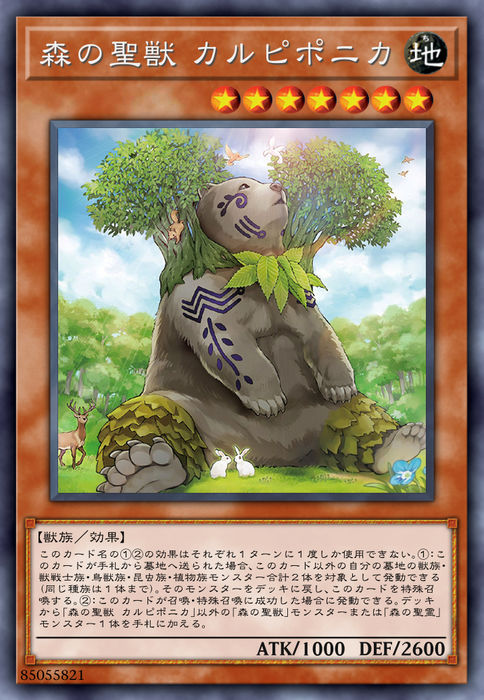 森の聖獣 カルピポニカ
地
ち
【獣族／効果】
このカード名の①②の効果はそれぞれ１ターンに１度しか使用できない。①：こ
のカードが手札から墓地へ送られた場合、このカード以外の自分の墓地の獣族・
獣戦士族・鳥獣族・昆虫族・植物族モンスター合計２体を対象として発動できる
（同じ種族は１体まで）。そのモンスターをデッキに戻し、このカードを特殊召
喚する。②：このカードが召喚・特殊召喚に成功した場合に発動できる。デッキ
から「森の聖獣 カルピポニカ」以外の「森の聖獣」モンスターまたは「森の聖霊」
モンスター１体を手札に加える。
ATK/1000 DEF/2600
85055821